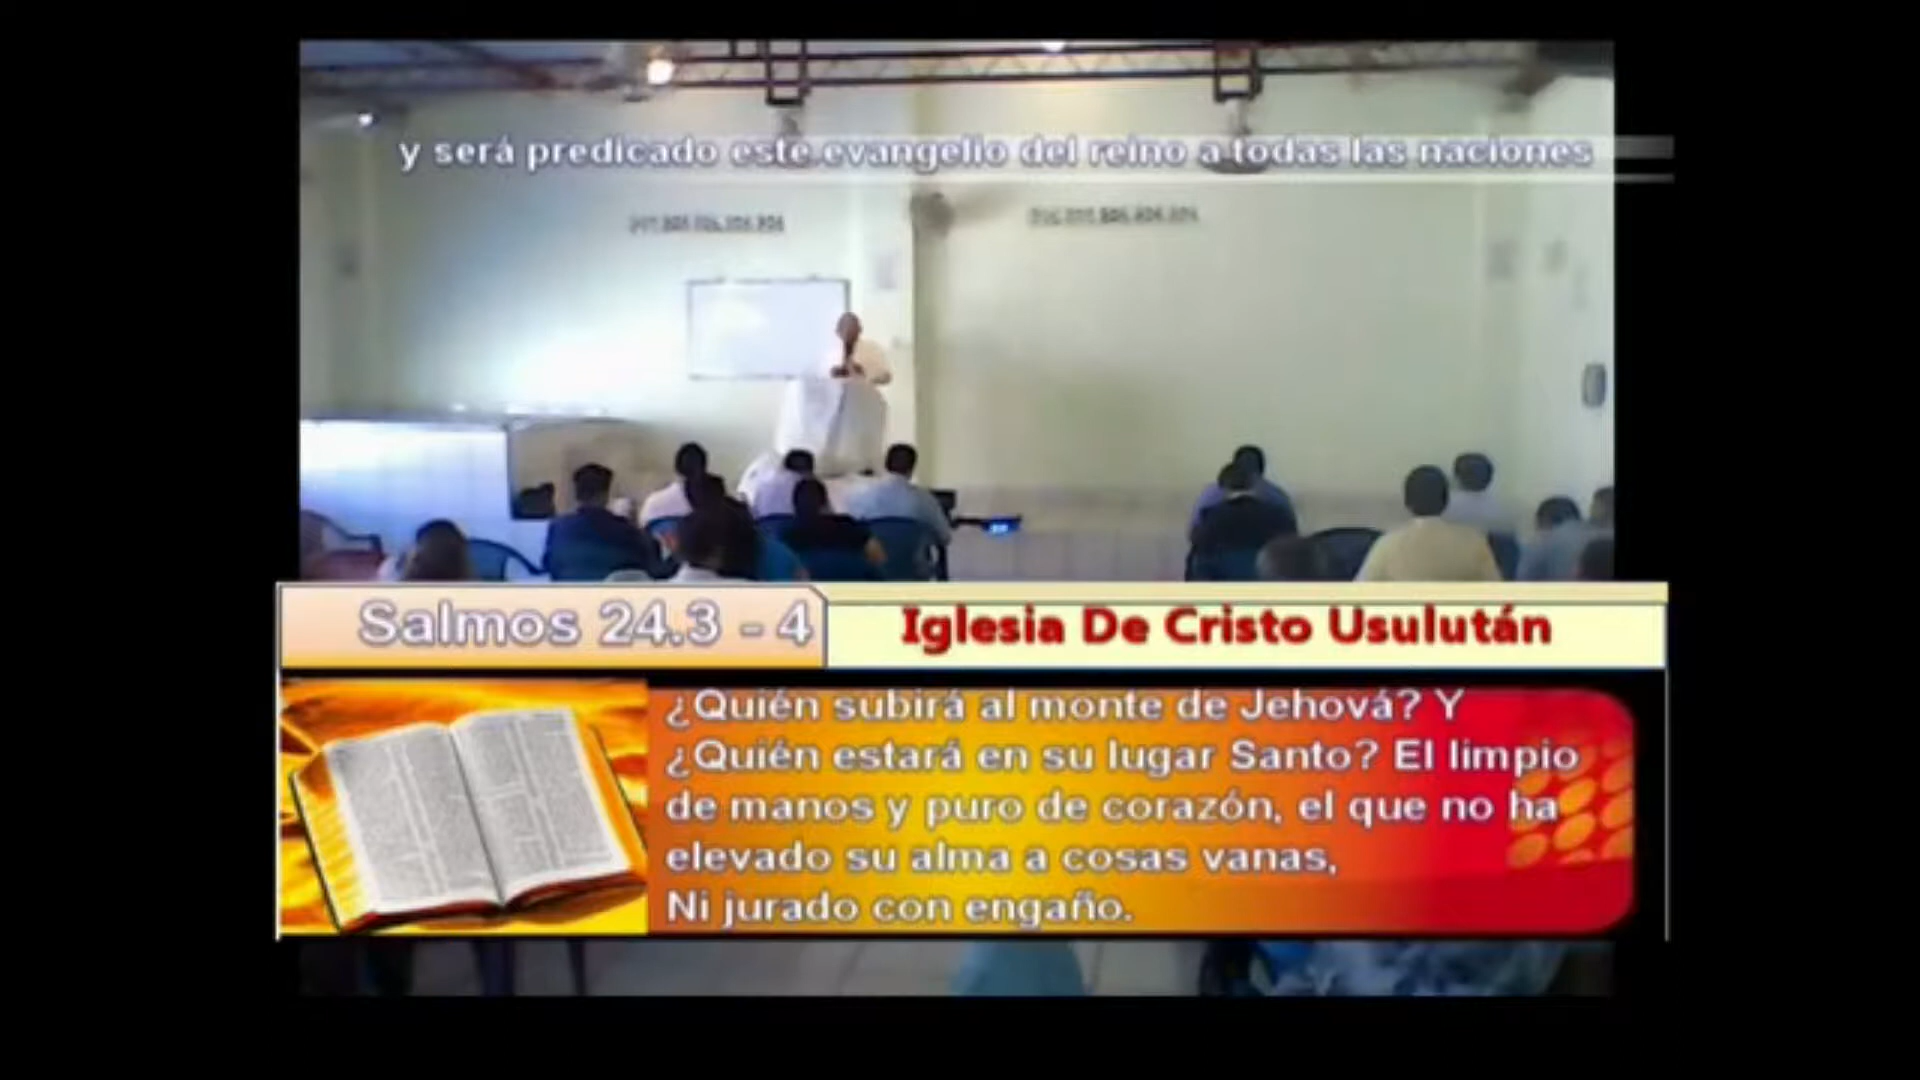 y será predicado este evangelio del reino a todas las naciones
Salmos 24.3 - 4
Iglesia De Cristo Usulután
¿Quién subirá al monte de Jehová? Y
¿Quién estará en su lugar Santo? El limpio
de manos y puro de corazón, el que no ha
elevado su alma a cosas vanas,
Ni jurado con engaño.